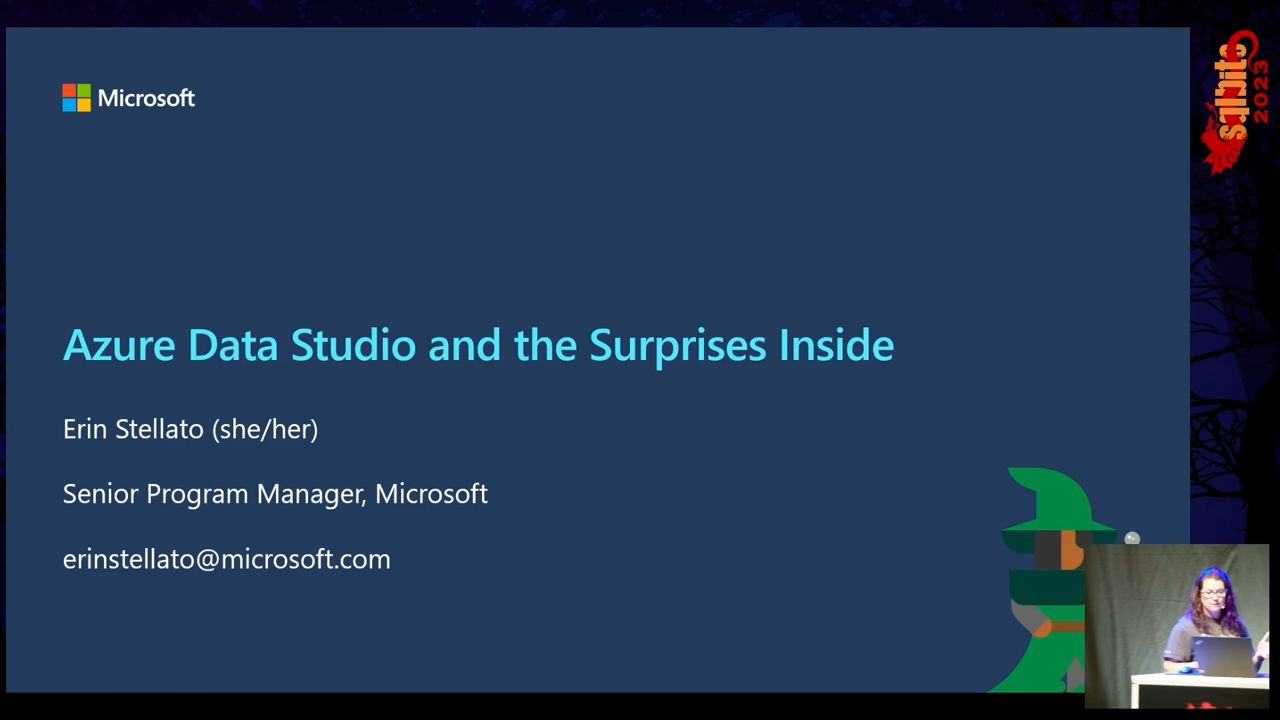 Microsoft
Azure Data Studio and the Surprises Inside
Erin Stellato (she/her)
Senior Program Manager, Microsoft
erinstellato@microsoft.com
sqlbits
2023